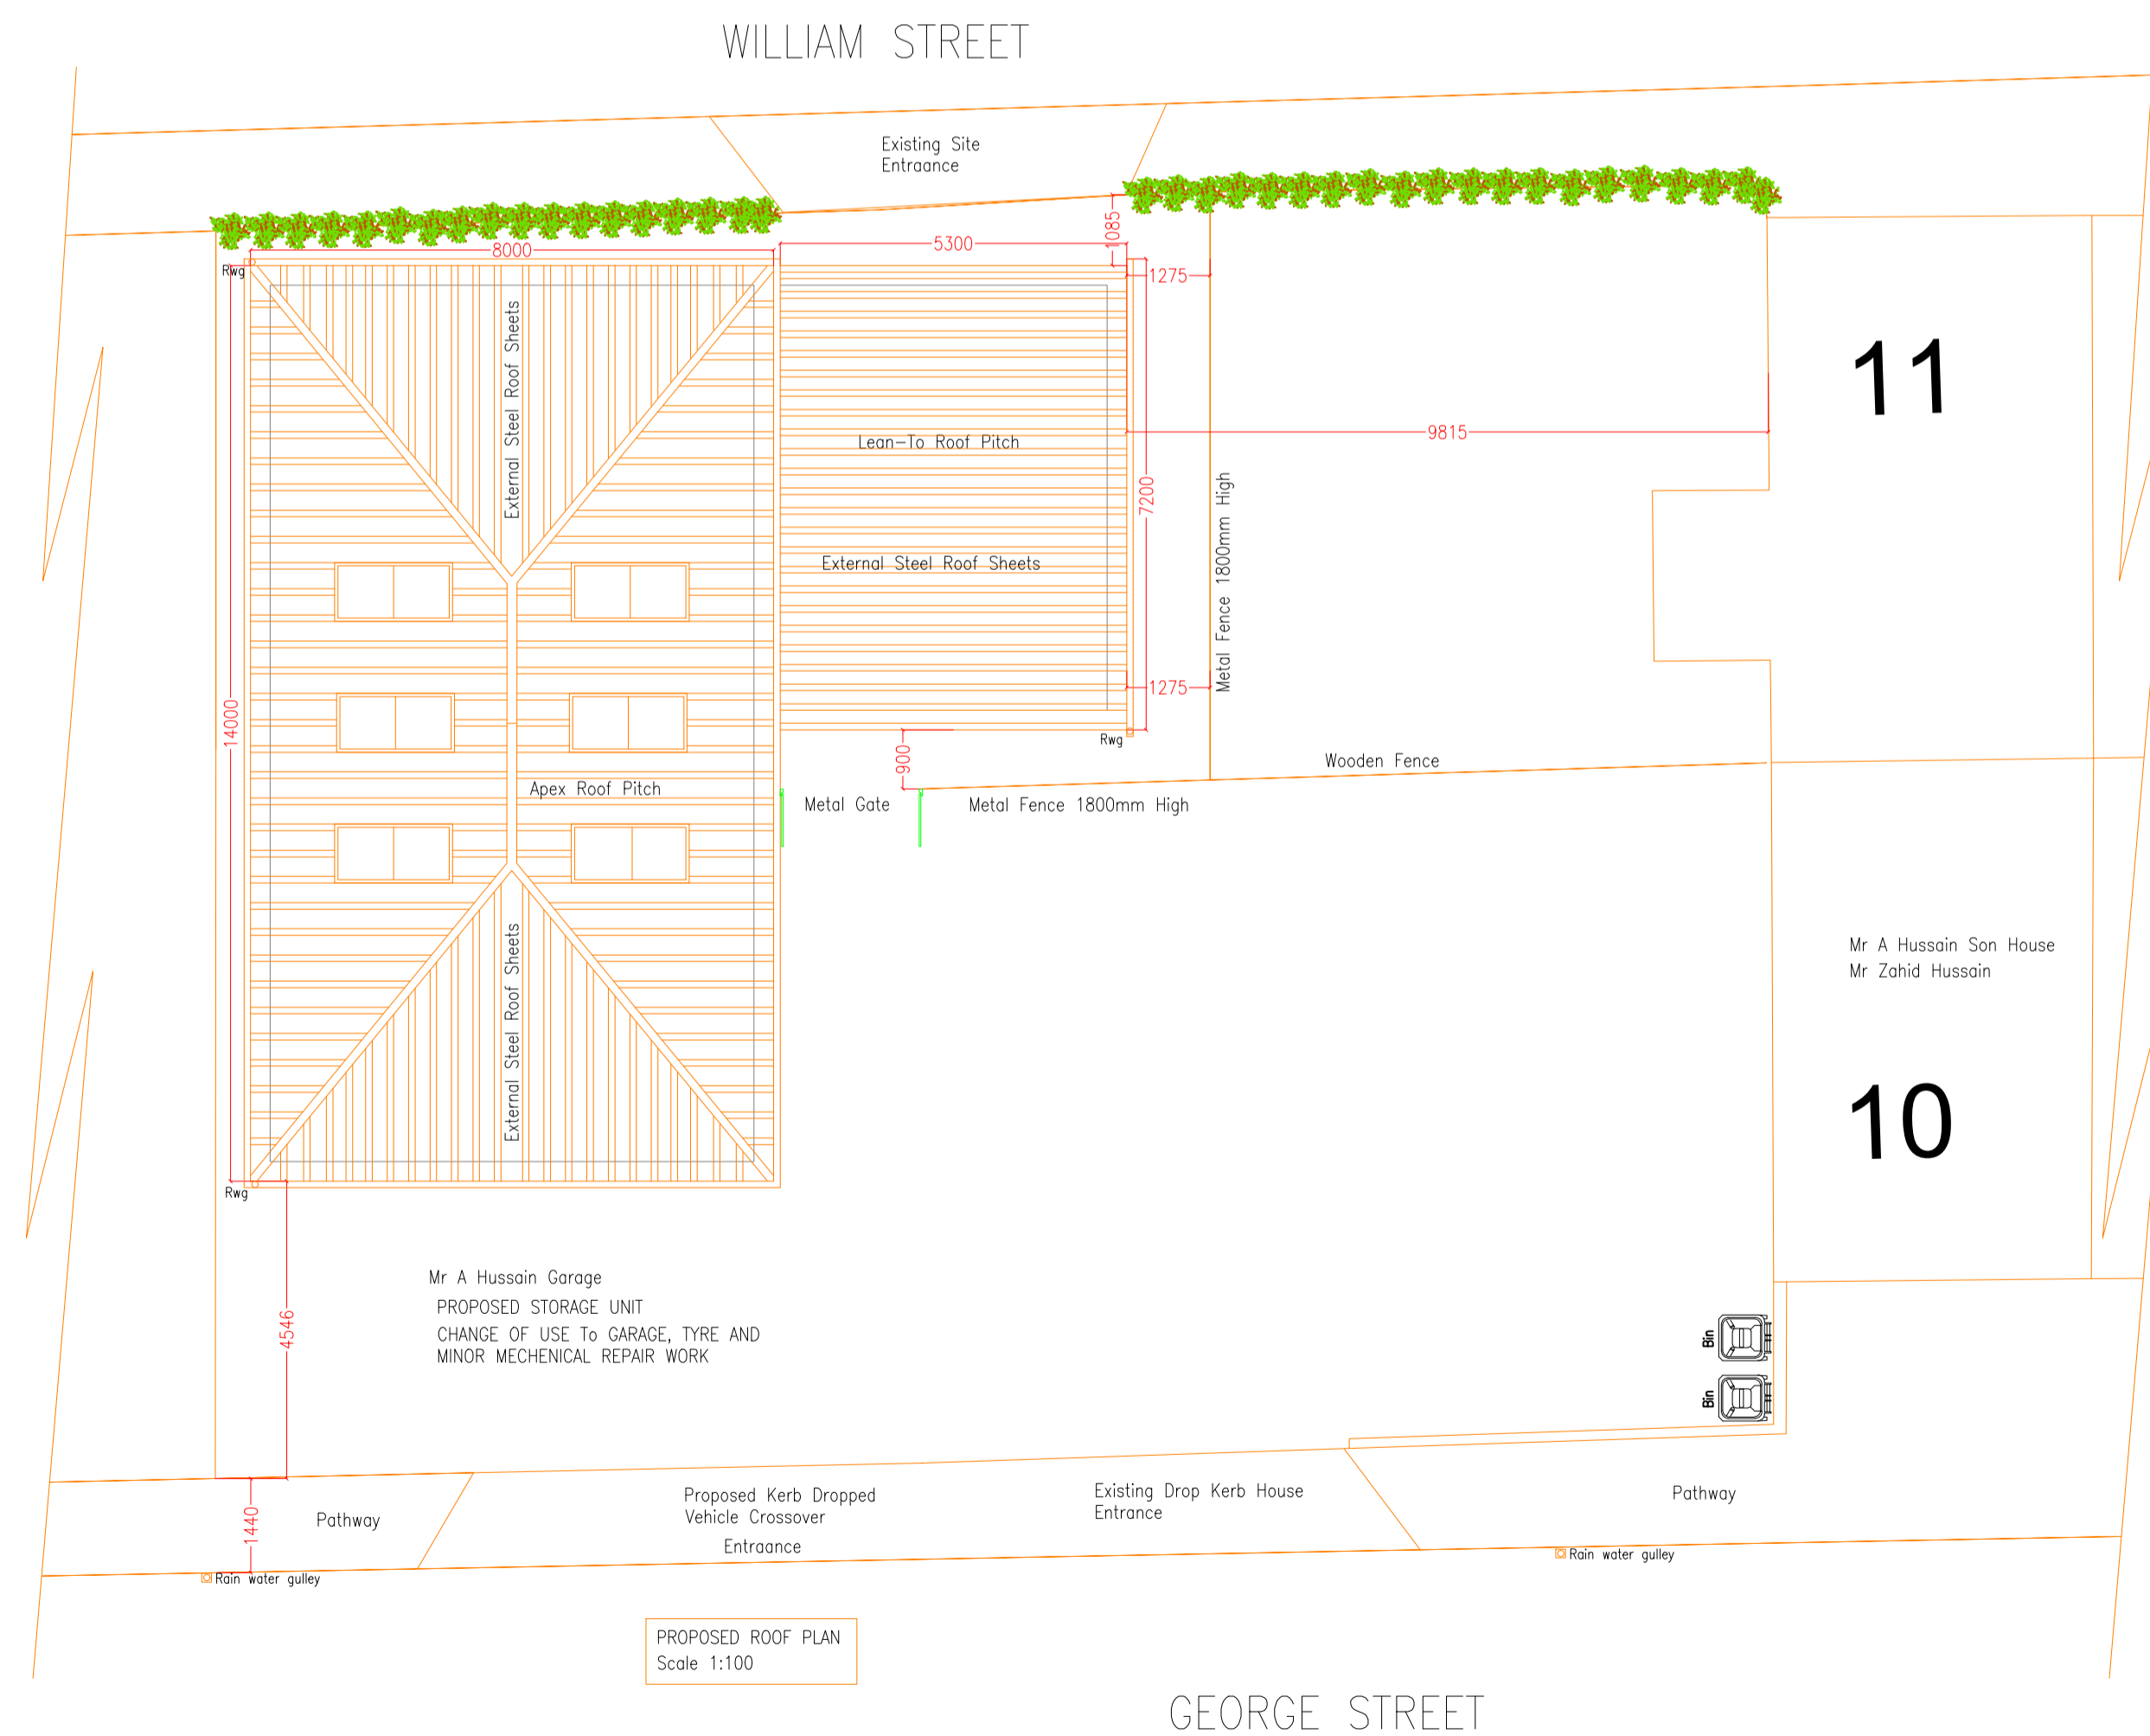 WILLIAM STREET
Existing Site
Entraance
8000
5300
1085
1275
Rwg
External Steel Roof Sheets
11
Lean-To Roof Pitch
9815
7200
Metal Fence 1800mm High
External Steel Roof Sheets
1275
14000
Rwg
900
Wooden Fence
Apex Roof Pitch
Metal Gate
Metal Fence 1800mm High
External Steel Roof Sheets
Mr A Hussain Son House
Mr Zahid Hussain
10
Rwg
Mr A Hussain Garage
PROPOSED STORAGE UNIT
CHANGE OF USE To GARAGE, TYRE AND
MINOR MECHENICAL REPAIR WORK
4546
Bin
Bin
1440
Pathway
Proposed Kerb Dropped
Vehicle Crossover
Entraance
Existing Drop Kerb House
Entrance
Pathway
Rain water gulley
Rain water gulley
PROPOSED ROOF PLAN
Scale 1:100
GEORGE STREET